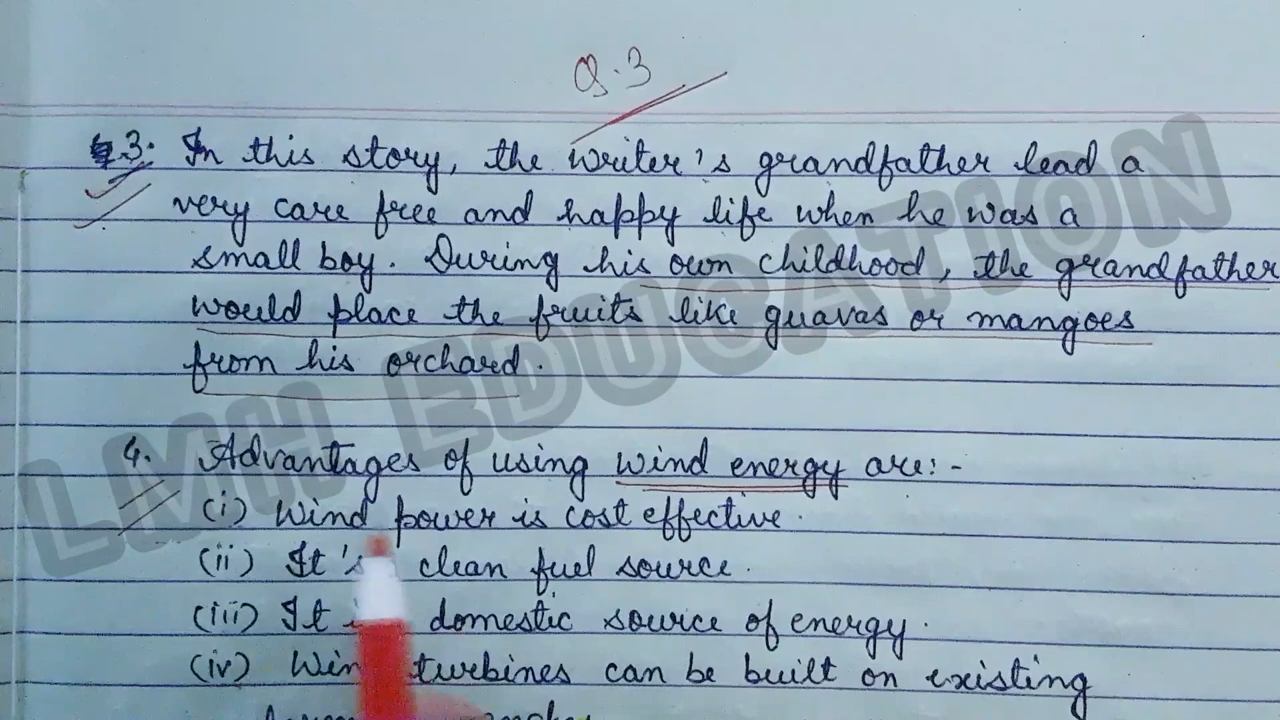 Q.3
3. In this story, the writer's grandfather lead a
very care free and happy life when he was a
small boy. During his own childhood, the grandfather
would place the fruits like guavas or mangoes
from his orchard.
4. Advantages of using wind energy are:-
(i) Wind power is cost effective.
(ii) It's clean fuel source.
(iii) It domestic source of energy.
(iv) Wind turbines can be built on existing
LMH EDUCATION